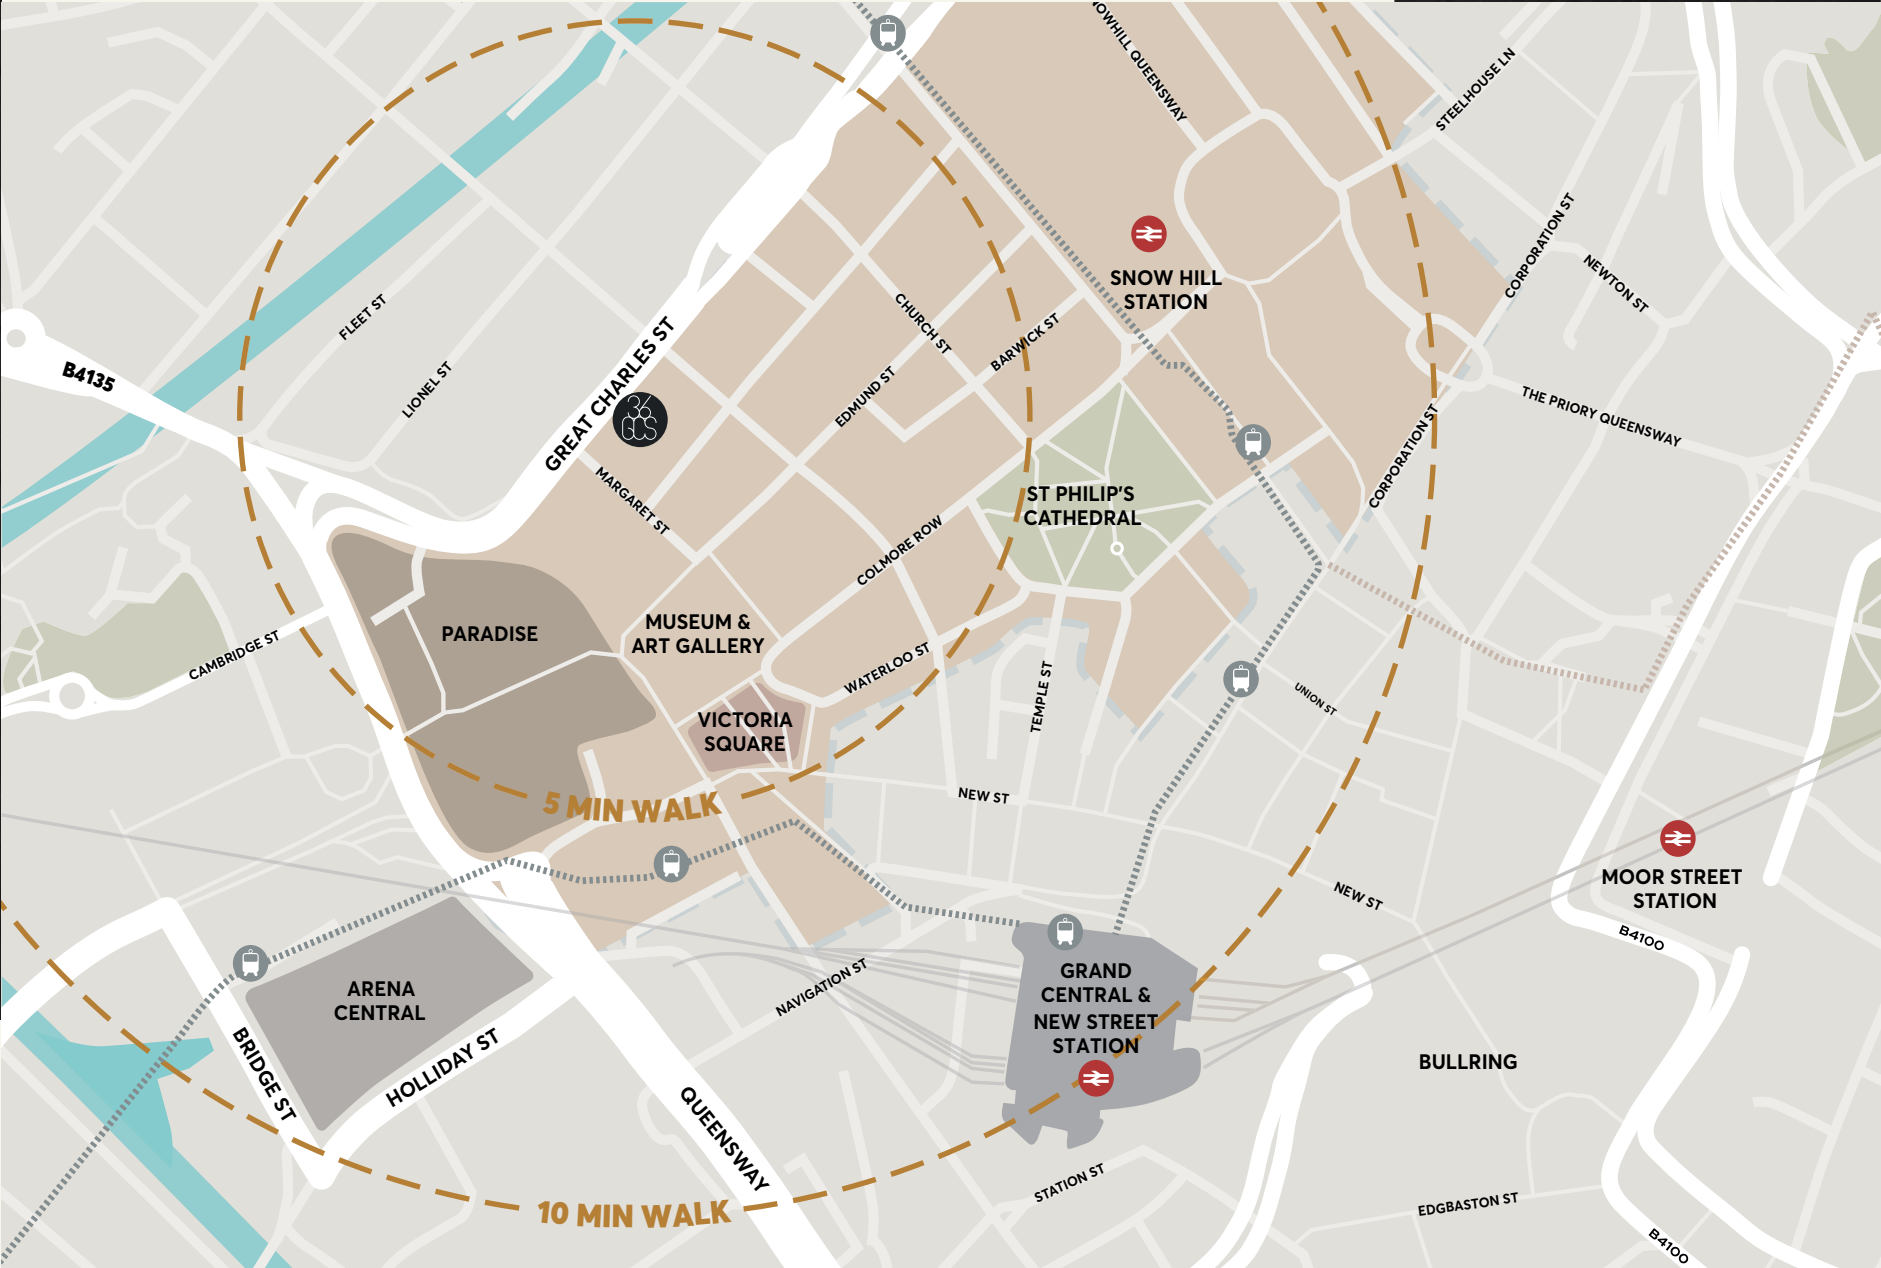 OWHILL QUEENSWAY
STEELHOUSE LN
CORPORATION ST
NEWTON ST
SNOW HILL
STATION
FLEET ST
LIONEL ST
B4135
GREAT CHARLES ST
36
GCS
CHURCH ST
BARWICK ST
EDMUND ST
MARGARET ST
THE PRIORY QUEENSWAY
CORPORATION ST
ST PHILIP'S
CATHEDRAL
COLMORE ROW
PARADISE
MUSEUM &
ART GALLERY
CAMBRIDGE ST
WATERLOO ST
TEMPLE ST
UNION ST
VICTORIA
SQUARE
5 MIN WALK
NEW ST
NEW ST
MOOR STREET
STATION
B4100
ARENA
CENTRAL
NAVIGATION ST
GRAND
CENTRAL &
NEW STREET
STATION
BRIDGE ST
HOLLIDAY ST
QUEENSWAY
BULLRING
STATION ST
EDGBASTON ST
10 MIN WALK
B4100